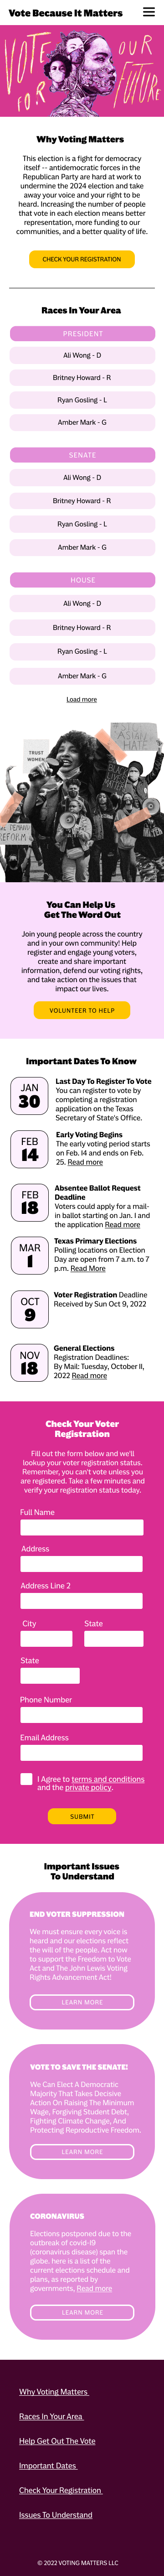 Vote Because It Matters
VOTE
FOR
OUR
FUTURE
Why Voting Matters
This election is a fight for democracy
itself -- antidemocratic forces in the
Republican Party are hard at work to
undermine the 2024 election and take
away your fundamental right to be
heard. Increasing the number of people
that vote in each election means better
representation, more funding to our
communities, and a better quality of life.
CHECK YOUR REGISTRATION
Races In Your Area
PRESIDENT
Ali Wong - D
Britney Howard - R
Ryan Gosling - L
Amber Mark - G
SENATE
Ali Wong - D
Britney Howard - R
Ryan Gosling - L
Amber Mark - G
HOUSE
Ali Wong - D
Britney Howard - R
Ryan Gosling - L
Amber Mark - G
Load more
TRUST
WOMEN
You Can Help Us
Get The Word Out
Join young people across the country
and in your own community! Help
register and engage young voters,
create and share important
information, defend our voting rights,
and take action on the issues that
impact our lives.
VOLUNTEER TO HELP
Important Dates To Know
JAN
30
Last Day To Register To Vote
You can register to vote by
completing a registration
application on the Texas
Secretary of State's Office.
FEB
14
Early Voting Begins
The early voting period starts
on Feb. 14 and ends on Feb.
25. Read more
FEB
18
Absentee Ballot Request
Deadline
Voters could apply for a mail-
in ballot starting on Jan. 1 and
the application Read more
MAR
1
Texas Primary Elections
Polling locations on Election
Day are open from 7 a.m. to 7
p.m. Read More
OCT
9
Voter Registration Deadline
Received by Sun Oct 9, 2022
NOV
18
General Elections
Registration Deadlines:
By Mail: Tuesday, October 11,
2022 Read more
Check Your Voter
Registration
Fill out the form below and we'll
lookup your voter registration status.
Remember, you can't vote unless you
are registered. Take a few minutes and
verify your registration status today.
Full Name
Address
Address Line 2
City State
State
Phone Number
Email Address
I Agree to terms and conditions
and the private policy.
SUBMIT
Important Issues
To Understand
END VOTER SUPPRESSION
We must ensure every voice is
heard and our elections reflect
the will of the people. Act now
to support the Freedom to Vote
Act and The John Lewis Voting
Rights Advancement Act!
LEARN MORE
VOTE TO SAVE THE SENATE!
We Can Elect A Democratic
Majority That Takes Decisive
Action On Raising The Minimum
Wage, Forgiving Student Debt,
Fighting Climate Change, And
Protecting Reproductive Freedom.
LEARN MORE
CORONAVIRUS
Elections postponed due to the
outbreak of covid-19
(coronavirus disease) span the
globe. here is a list of the
current elections schedule and
plans, as reported by
governments, Read more
LEARN MORE
Why Voting Matters
Races In Your Area
Help Get Out The Vote
Important Dates
Check Your Registration
Issues To Understand
© 2022 VOTING MATTERS LLC